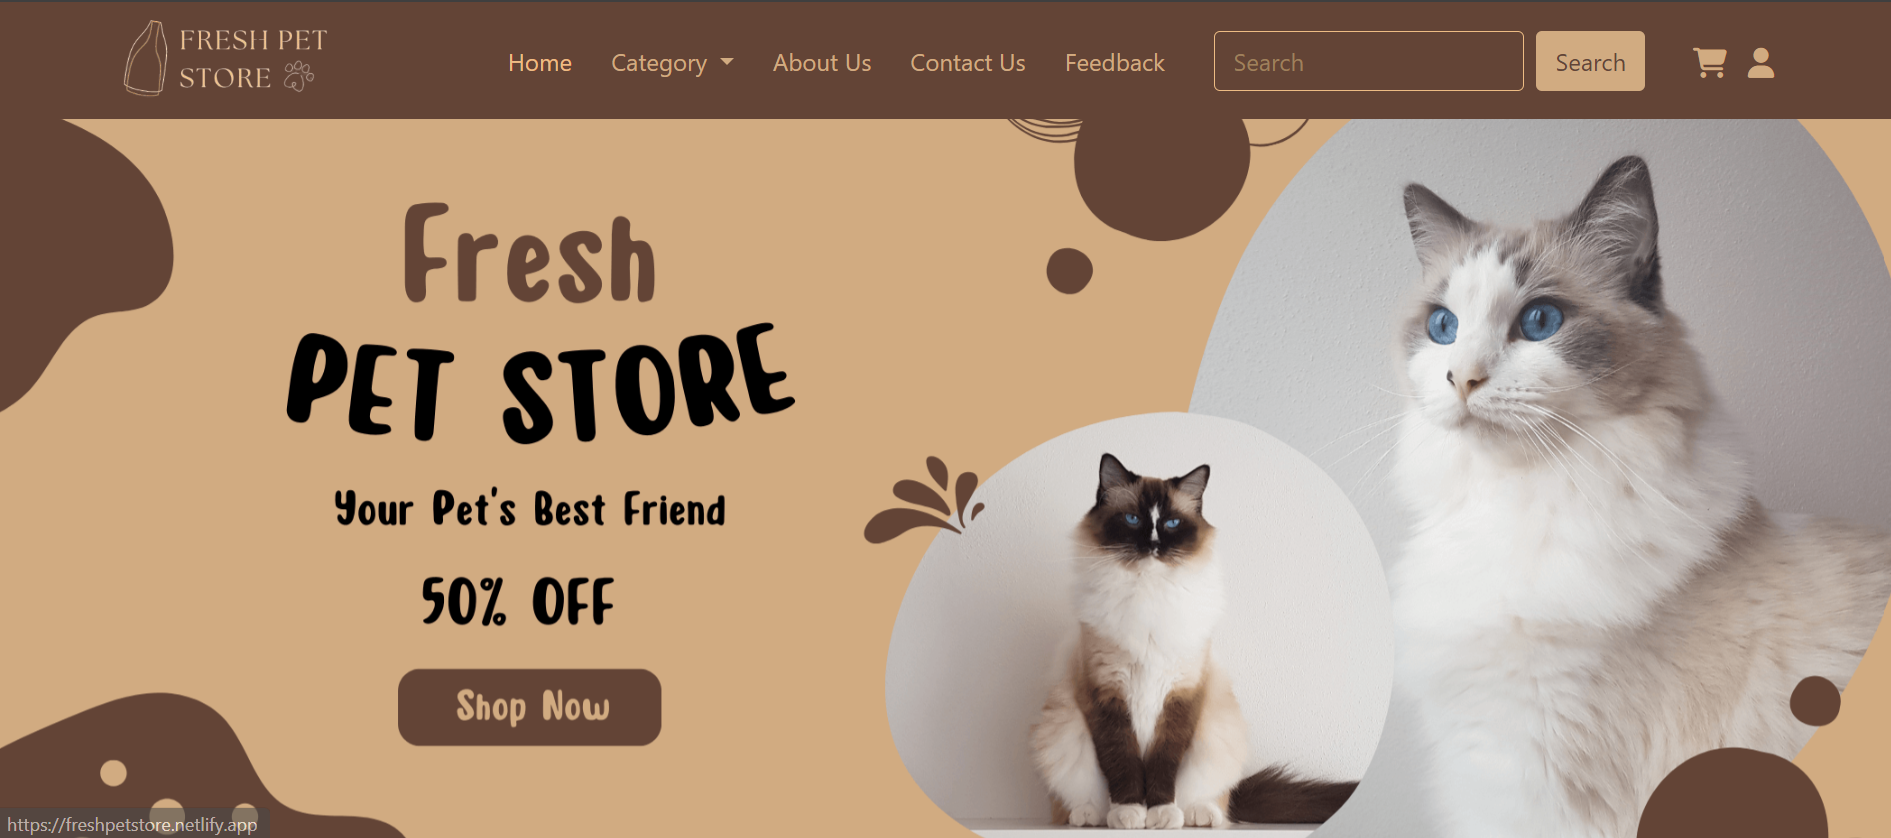 FRESH PET
STORE
Home
Category
About Us
Contact Us
Feedback
Search
Search
Fresh
PET STORE
Your Pet's Best Friend
50% OFF
Shop Now
https://freshpetstore.netlify.app